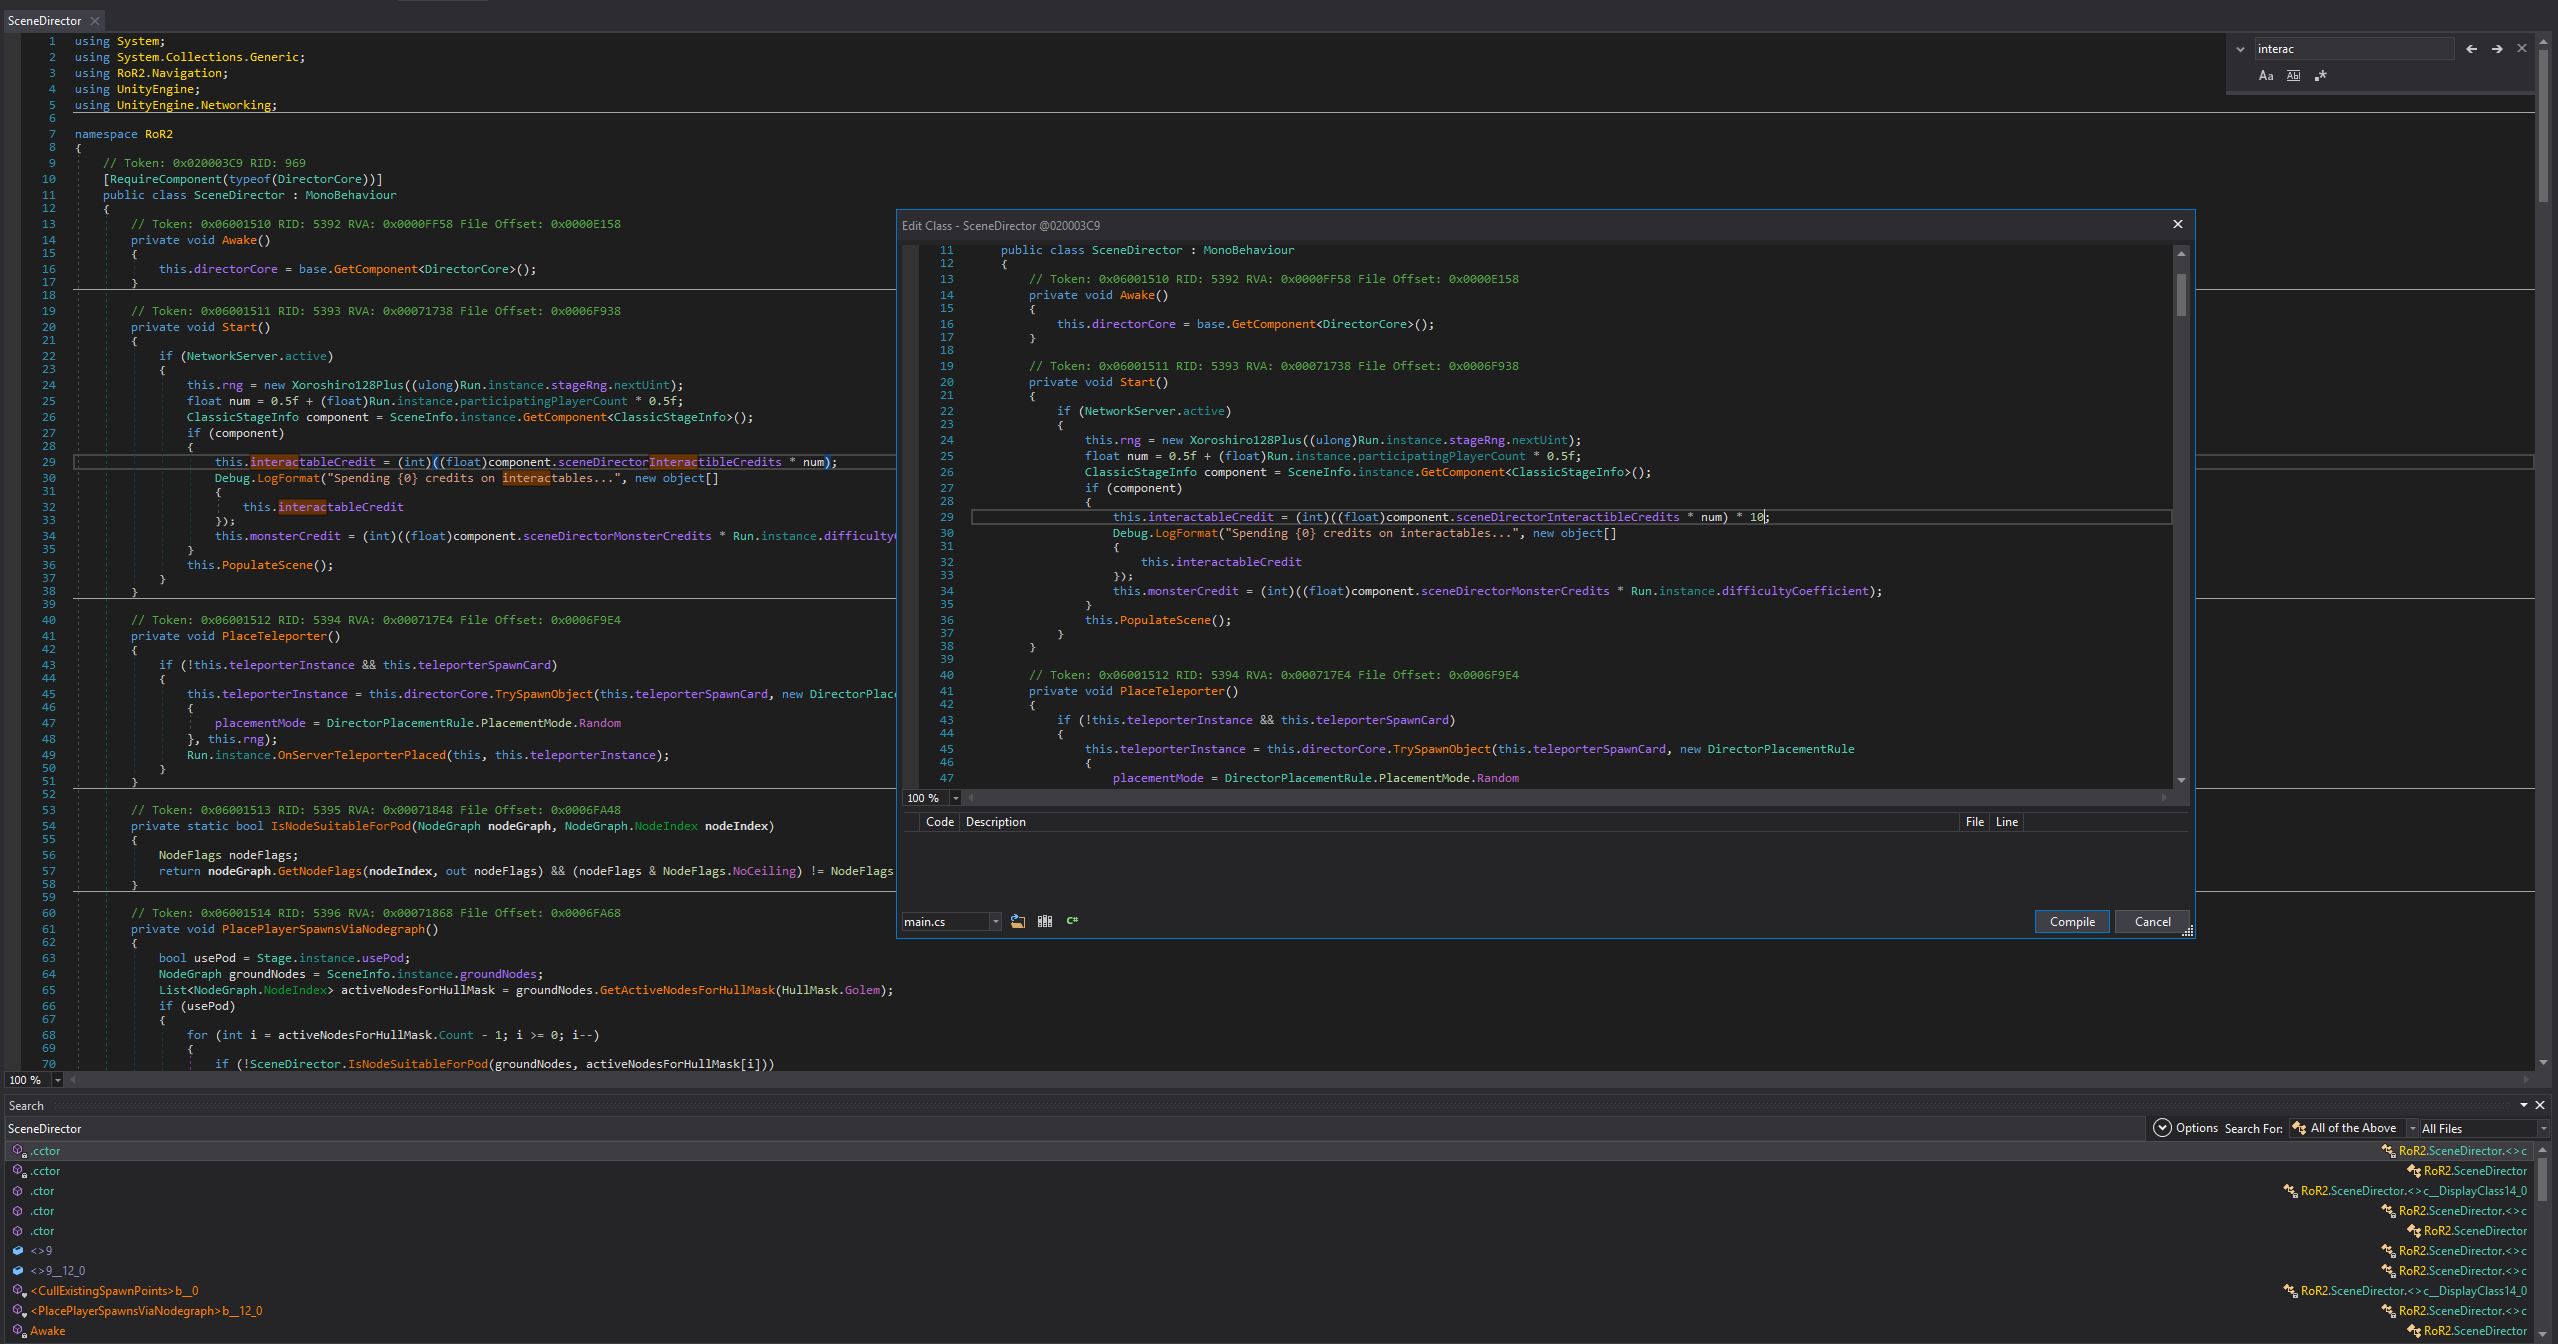 SceneDirector
1 using System;
2 using System.Collections.Generic;
3 using RoR2.Navigation;
4 using UnityEngine;
5 using UnityEngine.Networking;
6
7 namespace RoR2
8 {
9 // Token: 0x020003C9 RID: 969
10 [RequireComponent(typeof(DirectorCore))]
11 public class SceneDirector : MonoBehaviour
12 {
13 // Token: 0x06001510 RID: 5392 RVA: 0x0000FF58 File Offset: 0x0000E158
14 private void Awake()
15 {
16 this.directorCore = base.GetComponent<DirectorCore>();
17 }
18
19 // Token: 0x06001511 RID: 5393 RVA: 0x00071738 File Offset: 0x0006F938
20 private void Start()
21 {
22 if (NetworkServer.active)
23 {
24 this.rng = new Xoroshiro128Plus((ulong)Run.instance.stageRng.nextUint);
25 float num = 0.5f + (float)Run.instance.participatingPlayerCount * 0.5f;
26 ClassicStageInfo component = SceneInfo.instance.GetComponent<ClassicStageInfo>();
27 if (component)
28 {
29 this.interactableCredit = (int)((float)component.sceneDirectorInteractibleCredits * num);
30 Debug.LogFormat("Spending {0} credits on interactables...", new object[]
31 {
32 this.interactableCredit
33 });
34 this.monsterCredit = (int)((float)component.sceneDirectorMonsterCredits * Run.instance.difficulty
35 }
36 this.PopulateScene();
37 }
38 }
39
40 // Token: 0x06001512 RID: 5394 RVA: 0x000717E4 File Offset: 0x0006F9E4
41 private void PlaceTeleporter()
42 {
43 if (!this.teleporterInstance && this.teleporterSpawnCard)
44 {
45 this.teleporterInstance = this.directorCore.TrySpawnObject(this.teleporterSpawnCard, new DirectorPlace
46 {
47 placementMode = DirectorPlacementRule.PlacementMode.Random
48 }, this.rng);
49 Run.instance.OnServerTeleporterPlaced(this, this.teleporterInstance);
50 }
51 }
52
53 // Token: 0x06001513 RID: 5395 RVA: 0x00071848 File Offset: 0x0006FA48
54 private static bool IsNodeSuitableForPod(NodeGraph nodeGraph, NodeGraph.NodeIndex nodeIndex)
55 {
56 NodeFlags nodeFlags;
57 return nodeGraph.GetNodeFlags(nodeIndex, out nodeFlags) && (nodeFlags & NodeFlags.NoCeiling) != NodeFlags
58 }
59
60 // Token: 0x06001514 RID: 5396 RVA: 0x00071868 File Offset: 0x0006FA68
61 private void PlacePlayerSpawnsViaNodegraph()
62 {
63 bool usePod = Stage.instance.usePod;
64 NodeGraph groundNodes = SceneInfo.instance.groundNodes;
65 List<NodeGraph.NodeIndex> activeNodesForHullMask = groundNodes.GetActiveNodesForHullMask(HullMask.Golem);
66 if (usePod)
67 {
68 for (int i = activeNodesForHullMask.Count - 1; i >= 0; i--)
69 {
70 if (!SceneDirector.IsNodeSuitableForPod(groundNodes, activeNodesForHullMask[i]))
100 %
interac
Aa Ab .*
Edit Class - SceneDirector @020003C9
11 public class SceneDirector : MonoBehaviour
12 {
13 // Token: 0x06001510 RID: 5392 RVA: 0x0000FF58 File Offset: 0x0000E158
14 private void Awake()
15 {
16 this.directorCore = base.GetComponent<DirectorCore>();
17 }
18
19 // Token: 0x06001511 RID: 5393 RVA: 0x00071738 File Offset: 0x0006F938
20 private void Start()
21 {
22 if (NetworkServer.active)
23 {
24 this.rng = new Xoroshiro128Plus((ulong)Run.instance.stageRng.nextUint);
25 float num = 0.5f + (float)Run.instance.participatingPlayerCount * 0.5f;
26 ClassicStageInfo component = SceneInfo.instance.GetComponent<ClassicStageInfo>();
27 if (component)
28 {
29 this.interactableCredit = (int)((float)component.sceneDirectorInteractibleCredits * num) * 10;
30 Debug.LogFormat("Spending {0} credits on interactables...", new object[]
31 {
32 this.interactableCredit
33 });
34 this.monsterCredit = (int)((float)component.sceneDirectorMonsterCredits * Run.instance.difficultyCoefficient);
35 }
36 this.PopulateScene();
37 }
38 }
39
40 // Token: 0x06001512 RID: 5394 RVA: 0x000717E4 File Offset: 0x0006F9E4
41 private void PlaceTeleporter()
42 {
43 if (!this.teleporterInstance && this.teleporterSpawnCard)
44 {
45 this.teleporterInstance = this.directorCore.TrySpawnObject(this.teleporterSpawnCard, new DirectorPlacementRule
46 {
47 placementMode = DirectorPlacementRule.PlacementMode.Random
100 %
Code Description File Line
main.cs C# Compile Cancel
Search
SceneDirector Options Search For: All of the Above All Files
.cctor RoR2.SceneDirector.<>c
.cctor RoR2.SceneDirector
.ctor RoR2.SceneDirector.<>c__DisplayClass14_0
.ctor RoR2.SceneDirector.<>c
.ctor RoR2.SceneDirector
<>9 RoR2.SceneDirector.<>c
<>9__12_0 RoR2.SceneDirector.<>c
<CullExistingSpawnPoints>b__0 RoR2.SceneDirector.<>c__DisplayClass14_0
<PlacePlayerSpawnsViaNodegraph>b__12_0 RoR2.SceneDirector.<>c
Awake RoR2.SceneDirector